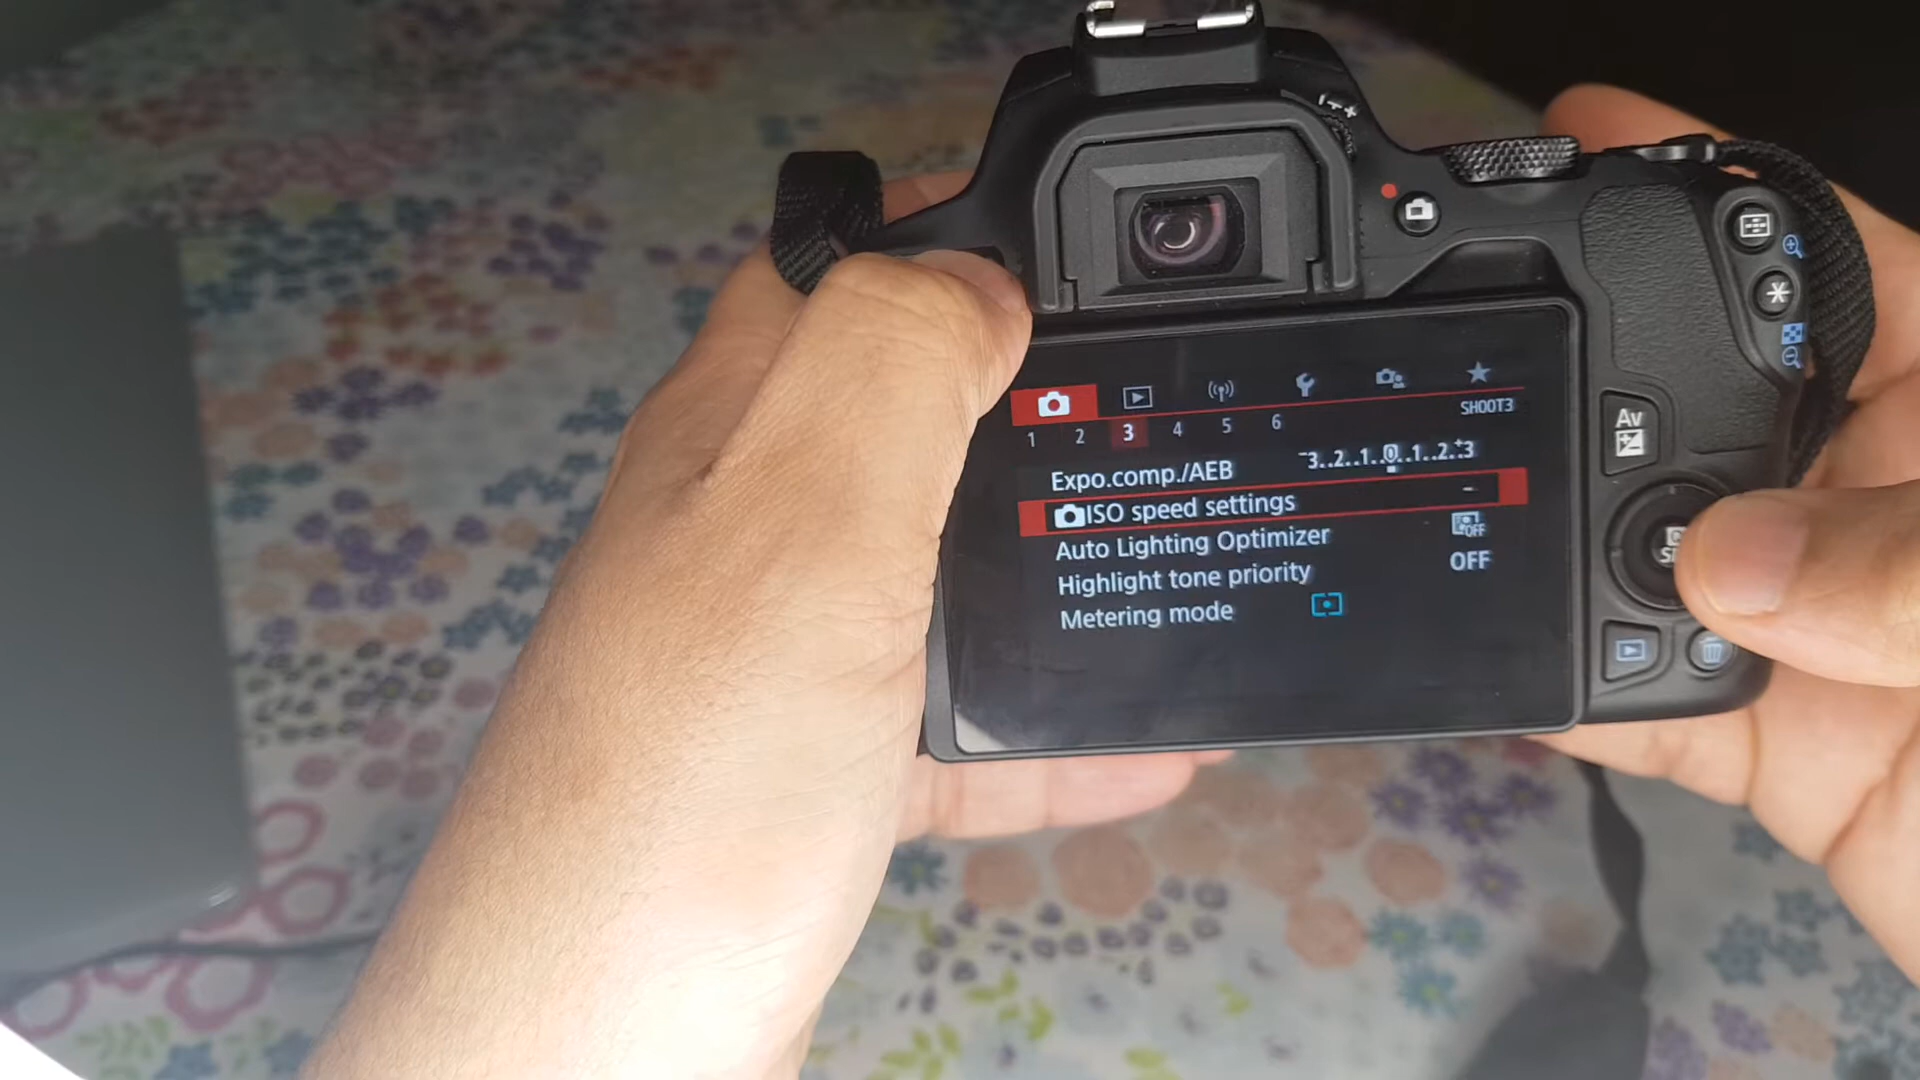 SHOOT3
1 2 3 4 5 6
Expo.comp./AEB -3..2..1..0..1..2..+3
ISO speed settings -
Auto Lighting Optimizer OFF
Highlight tone priority OFF
Metering mode
Av